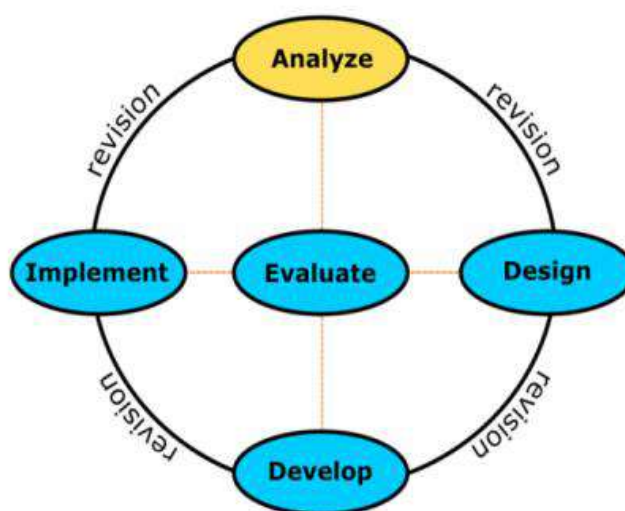 Analyze
revision
revision
Implement
Evaluate
Design
revision
revision
Develop